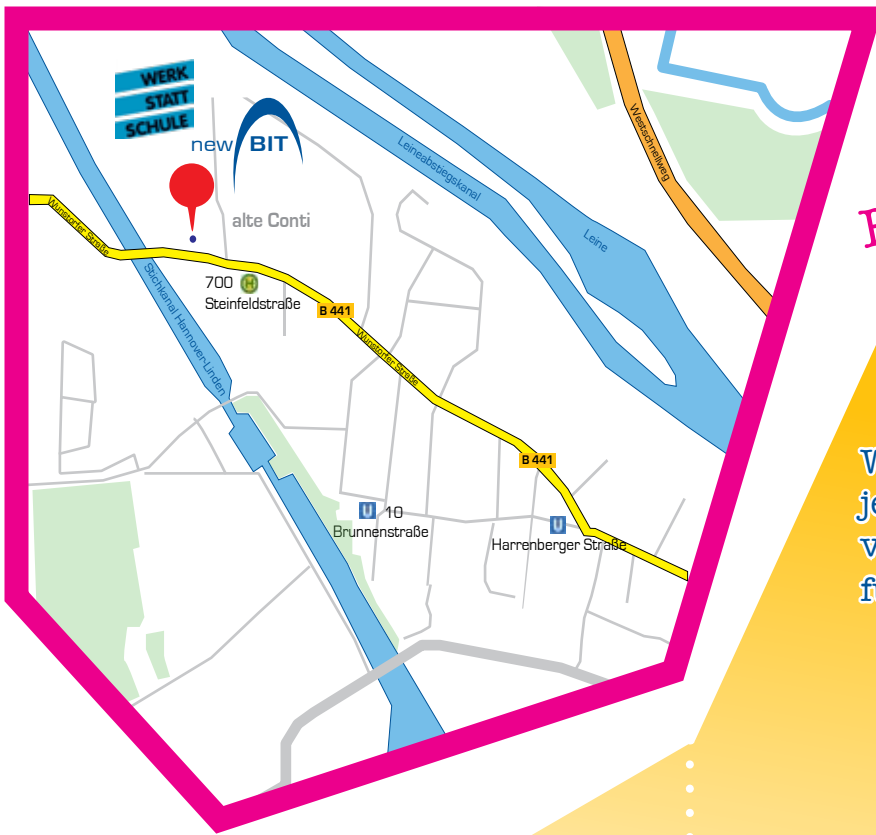 WERK
STATT
SCHULE
new BIT
alte Conti
Wunstorfer Straße
Stichkanal Hannover-Linden
700 H
Steinfeldstraße
B 441
Wunstorfer Straße
B 441
Leineabstiegskanal
Leine
Westschnellweg
U 10
Brunnenstraße
U
Harrenberger Straße
W
je
v